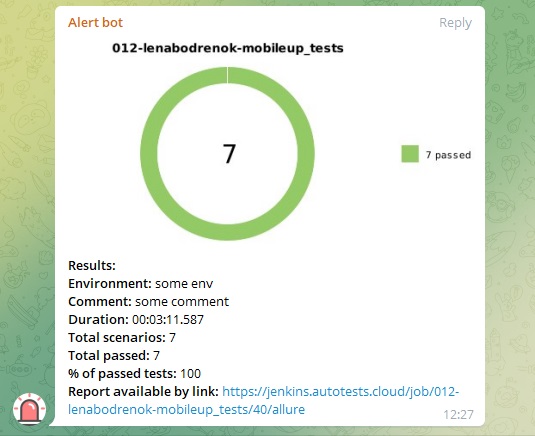 Alert bot Reply
012-lenabodrenok-mobileup_tests
7
7 passed
Results:
Environment: some env
Comment: some comment
Duration: 00:03:11.587
Total scenarios: 7
Total passed: 7
% of passed tests: 100
Report available by link: https://jenkins.autotests.cloud/job/012-
lenabodrenok-mobileup_tests/40/allure
12:27